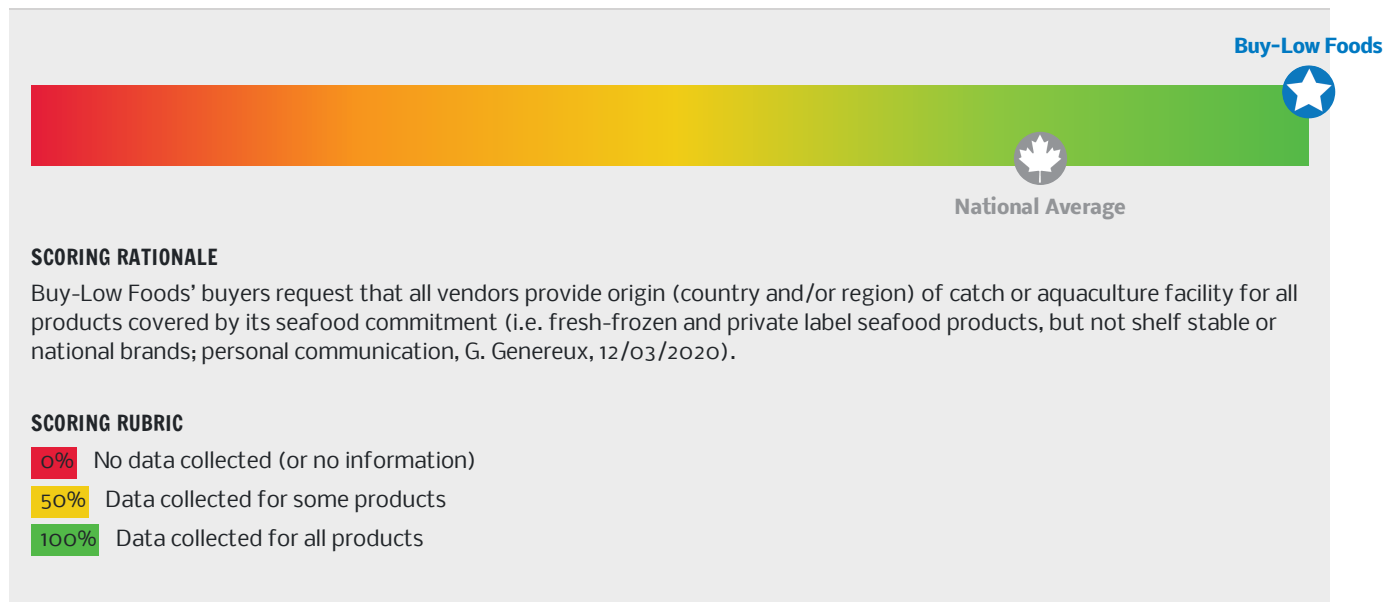 Buy-Low Foods
National Average
SCORING RATIONALE
Buy-Low Foods’ buyers request that all vendors provide origin (country and/or region) of catch or aquaculture facility for all
products covered by its seafood commitment (i.e. fresh-frozen and private label seafood products, but not shelf stable or
national brands; personal communication, G. Genereux, 12/03/2020).
SCORING RUBRIC
0% No data collected (or no information)
50% Data collected for some products
100% Data collected for all products